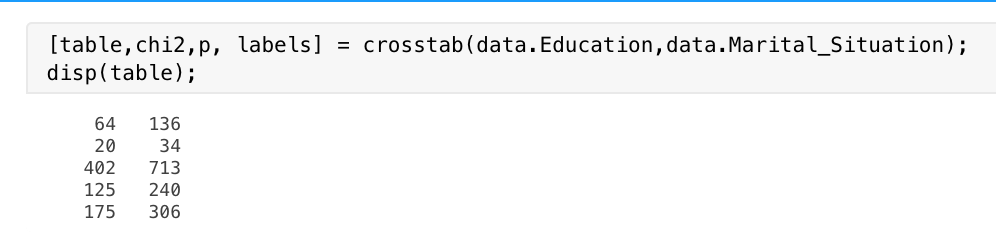 [table,chi2,p, labels] = crosstab(data.Education,data.Marital_Situation);
disp(table);
64 136
20 34
402 713
125 240
175 306